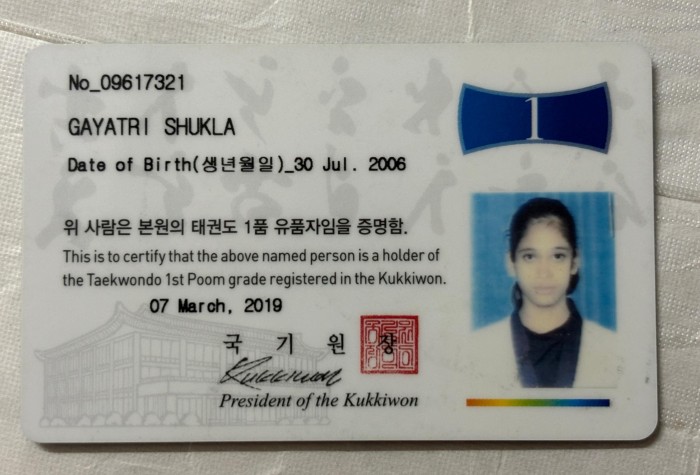 No_09617321
1
GAYATRI SHUKLA
Date of Birth(생년월일)_30 Jul. 2006
위 사람은 본원의 태권도 1품 유품자임을 증명함.
This is to certify that the above named person is a holder of
the Taekwondo 1st Poom grade registered in the Kukkiwon.
07 March, 2019
국 기 원 장
Kukkiwon
President of the Kukkiwon